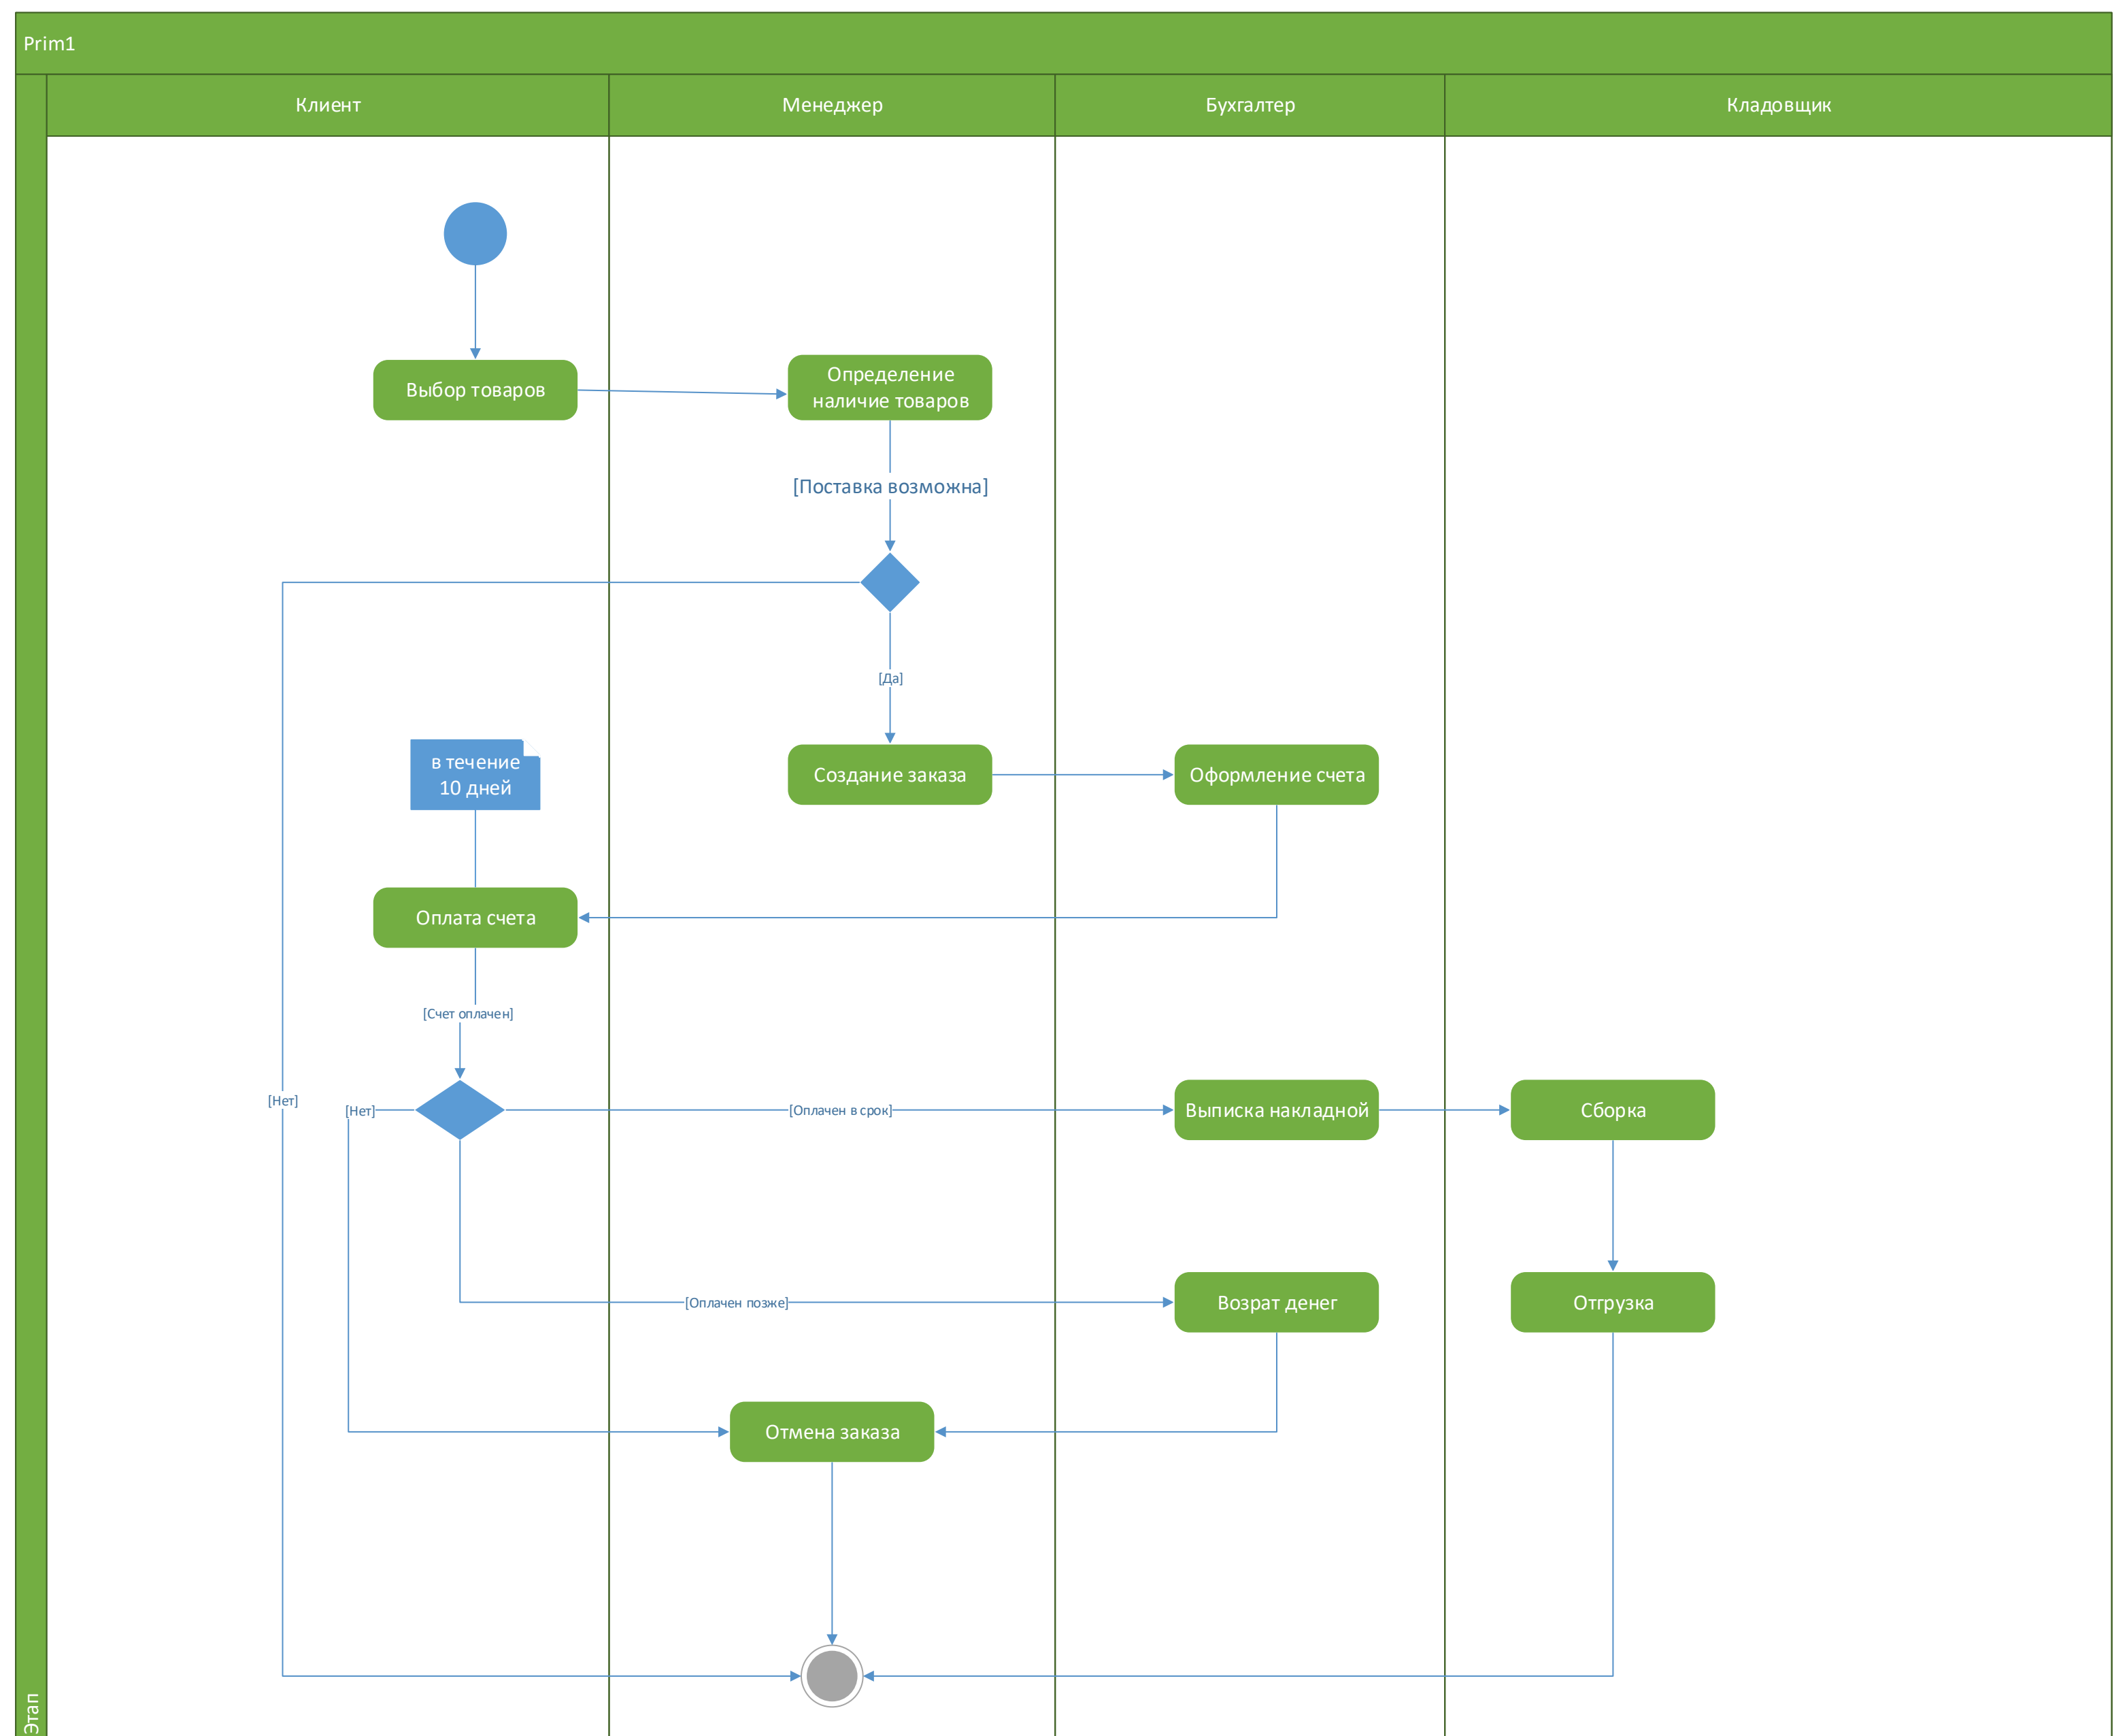 Prim1
Клиент
Менеджер
Бухгалтер
Кладовщик
Выбор товаров
Определение
наличие товаров
[Поставка возможна]
[Да]
в течение
10 дней
Создание заказа
Оформление счета
Оплата счета
[Счет оплачен]
[Нет]
[Нет]
[Оплачен в срок]
Выписка накладной
Сборка
[Оплачен позже]
Возрат денег
Отгрузка
Отмена заказа
Этап